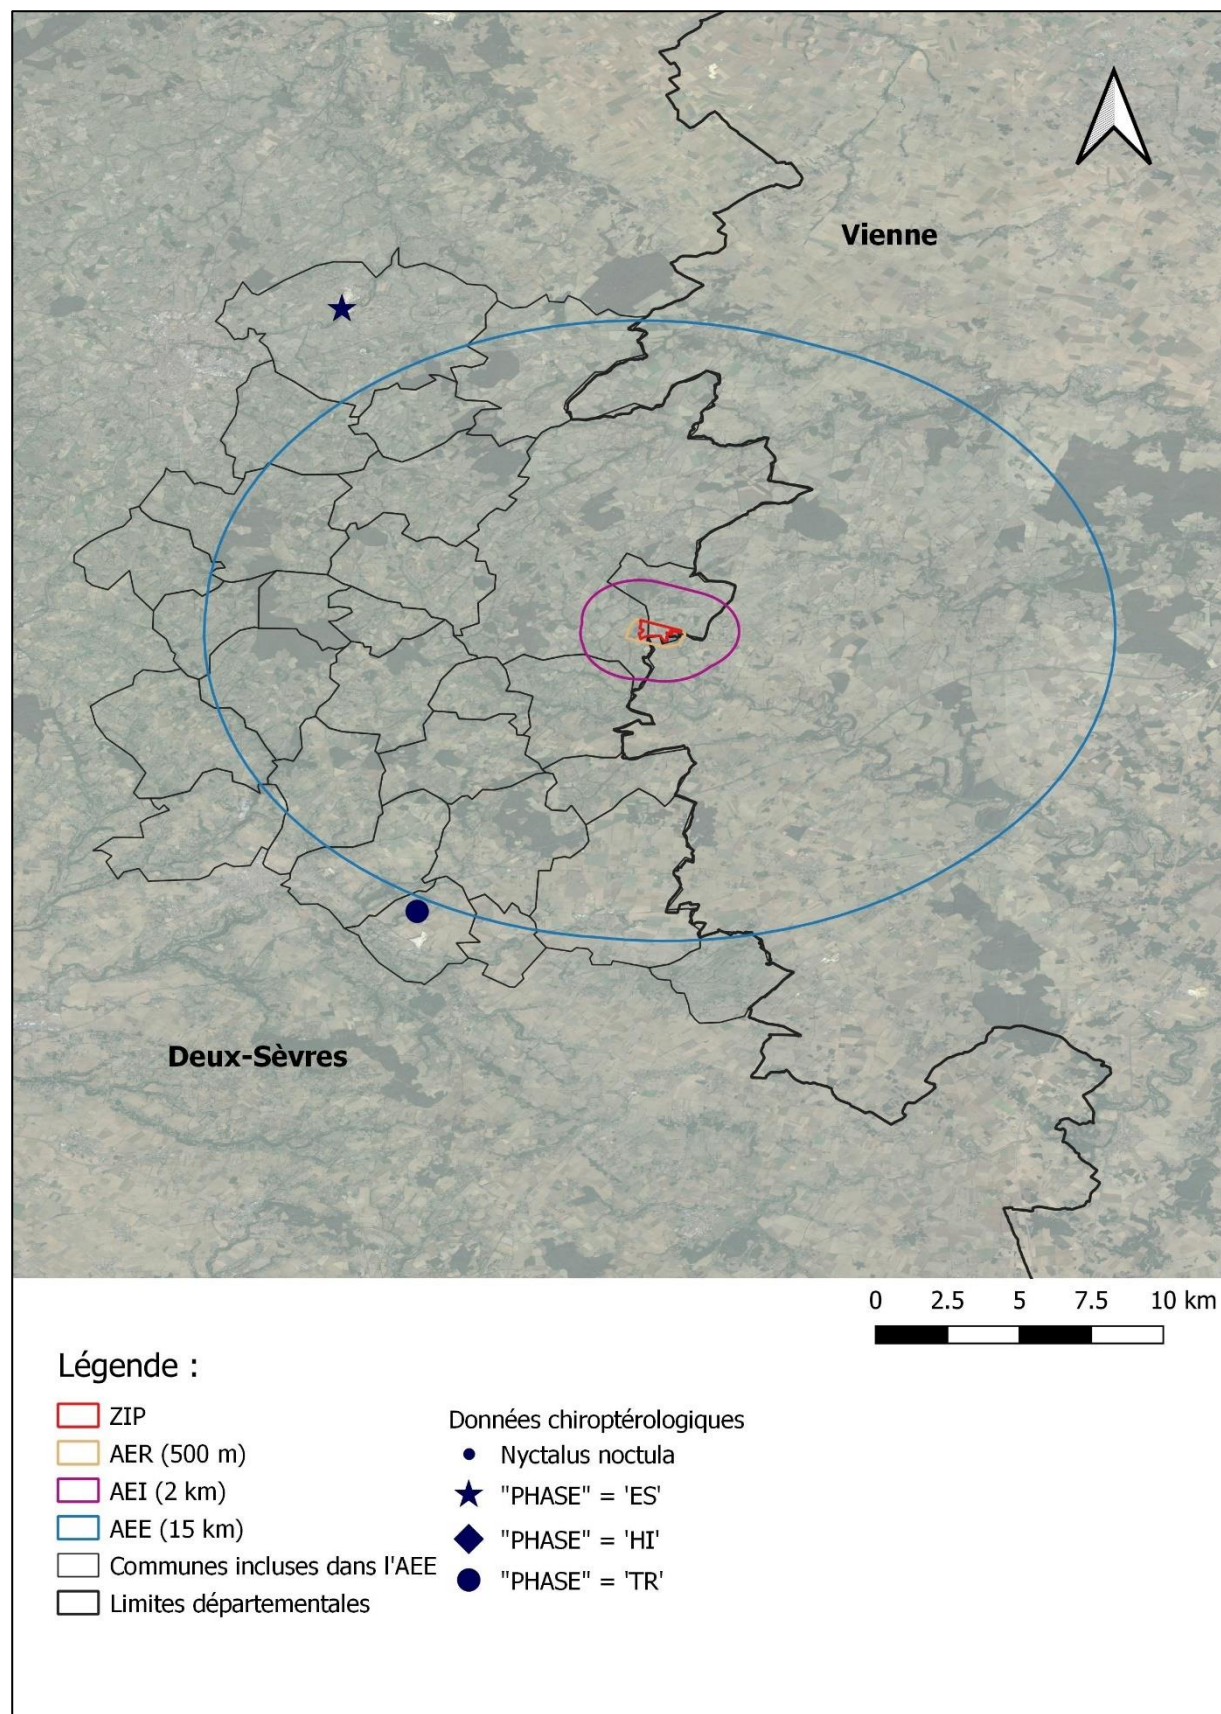 Vienne
Deux-Sèvres
0 2.5 5 7.5 10 km
Légende :
ZIP
AER (500 m)
AEI (2 km)
AEE (15 km)
Communes incluses dans l'AEE
Limites départementales
Données chiroptérologiques
Nyctalus noctula
"PHASE" = 'ES'
"PHASE" = 'HI'
"PHASE" = 'TR'